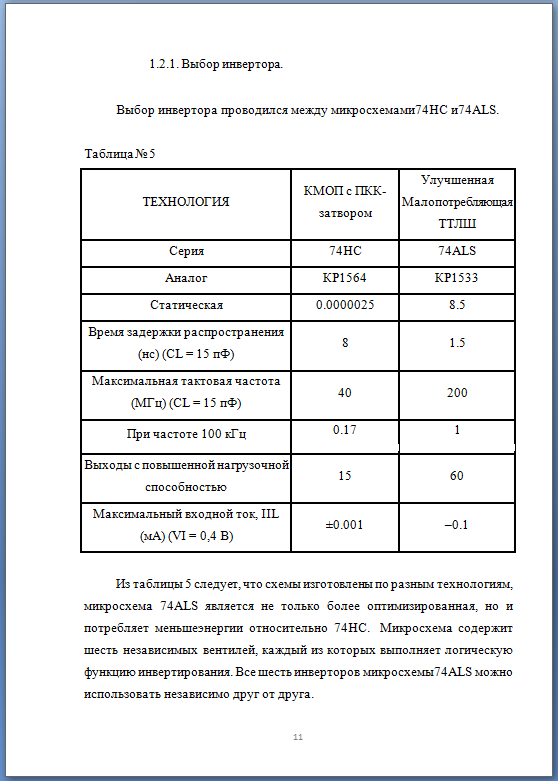 1.2.1. Выбор инвертора.
Выбор инвертора проводился между микросхемами74HC и74ALS.
Таблица №5
ТЕХНОЛОГИЯ
КМОП с ПКК-
затвором
Улучшенная
Малопотребляющая
ТТЛШ
Серия
74HC
74ALS
Аналог
КР1564
КР1533
Статическая
0.0000025
8.5
Время задержки распространения
(нс) (CL = 15 пФ)
8
1.5
Максимальная тактовая частота
(МГц) (CL = 15 пФ)
40
200
При частоте 100 кГц
0.17
1
Выходы с повышенной нагрузочной
способностью
15
60
Максимальный входной ток, IIL
(мА) (VI = 0,4 В)
±0.001
–0.1
Из таблицы 5 следует, что схемы изготовлены по разным технологиям,
микросхема 74ALS является не только более оптимизированная, но и
потребляет меньшеэнергии относительно 74HC. Микросхема содержит
шесть независимых вентилей, каждый из которых выполняет логическую
функцию инвертирования. Все шесть инверторов микросхемы74ALS можно
использовать независимо друг от друга.
11